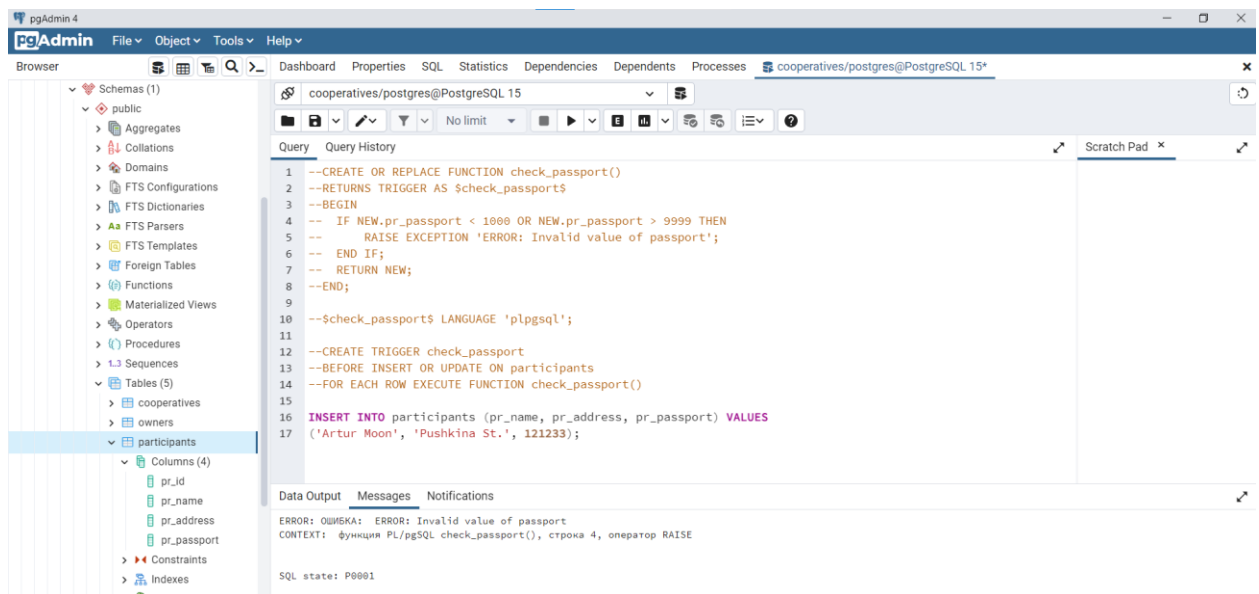 pgAdmin 4
pgAdmin File Object Tools Help
Browser Dashboard Properties SQL Statistics Dependencies Dependents Processes cooperatives/postgres@PostgreSQL 15*
Schemas (1)
public
Aggregates
Collations
Domains
FTS Configurations
FTS Dictionaries
FTS Parsers
FTS Templates
Foreign Tables
Functions
Materialized Views
Operators
Procedures
Sequences
Tables (5)
cooperatives
owners
participants
Columns (4)
pr_id
pr_name
pr_address
pr_passport
Constraints
Indexes
cooperatives/postgres@PostgreSQL 15
No limit
Query Query History
Scratch Pad
1 --CREATE OR REPLACE FUNCTION check_passport()
2 --RETURNS TRIGGER AS $check_passport$
3 --BEGIN
4 -- IF NEW.pr_passport < 1000 OR NEW.pr_passport > 9999 THEN
5 -- RAISE EXCEPTION 'ERROR: Invalid value of passport';
6 -- END IF;
7 -- RETURN NEW;
8 --END;
9
10 --$check_passport$ LANGUAGE 'plpgsql';
11
12 --CREATE TRIGGER check_passport
13 --BEFORE INSERT OR UPDATE ON participants
14 --FOR EACH ROW EXECUTE FUNCTION check_passport()
15
16 INSERT INTO participants (pr_name, pr_address, pr_passport) VALUES
17 ('Artur Moon', 'Pushkina St.', 121233);
Data Output Messages Notifications
ERROR: ОШИБКА: ERROR: Invalid value of passport
CONTEXT: функция PL/pgSQL check_passport(), строка 4, оператор RAISE
SQL state: P0001